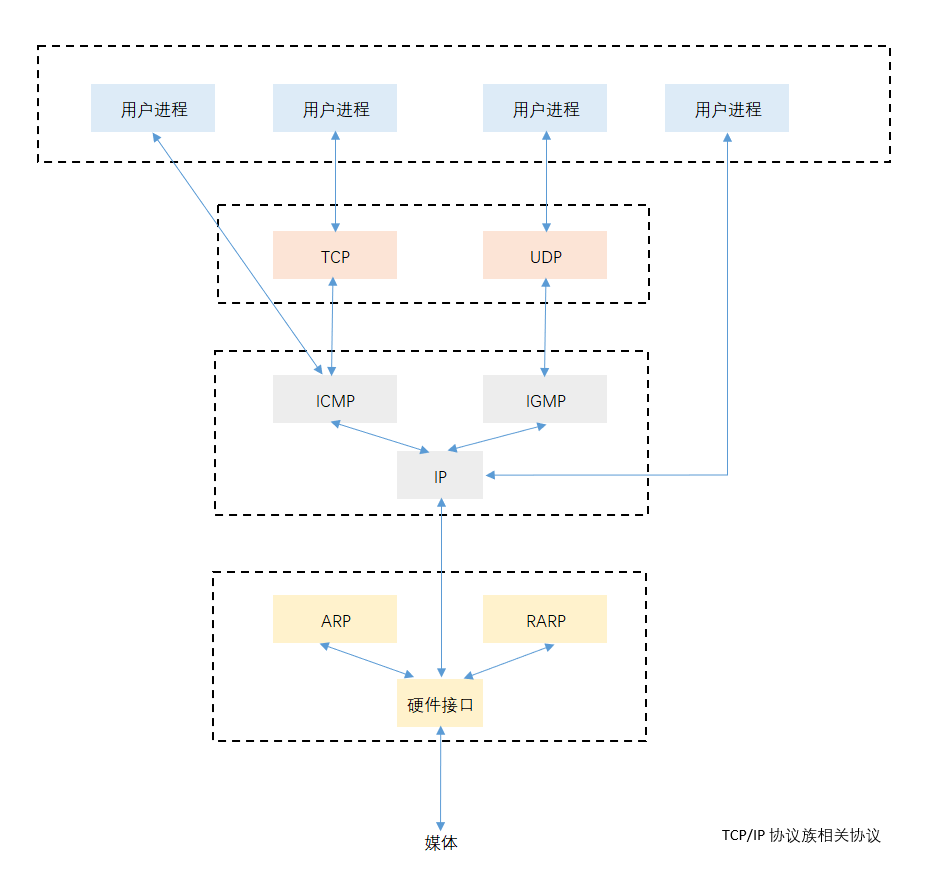 用户进程
用户进程
用户进程
用户进程
TCP
UDP
ICMP
IGMP
IP
ARP
RARP
硬件接口
媒体
TCP/IP 协议族相关协议